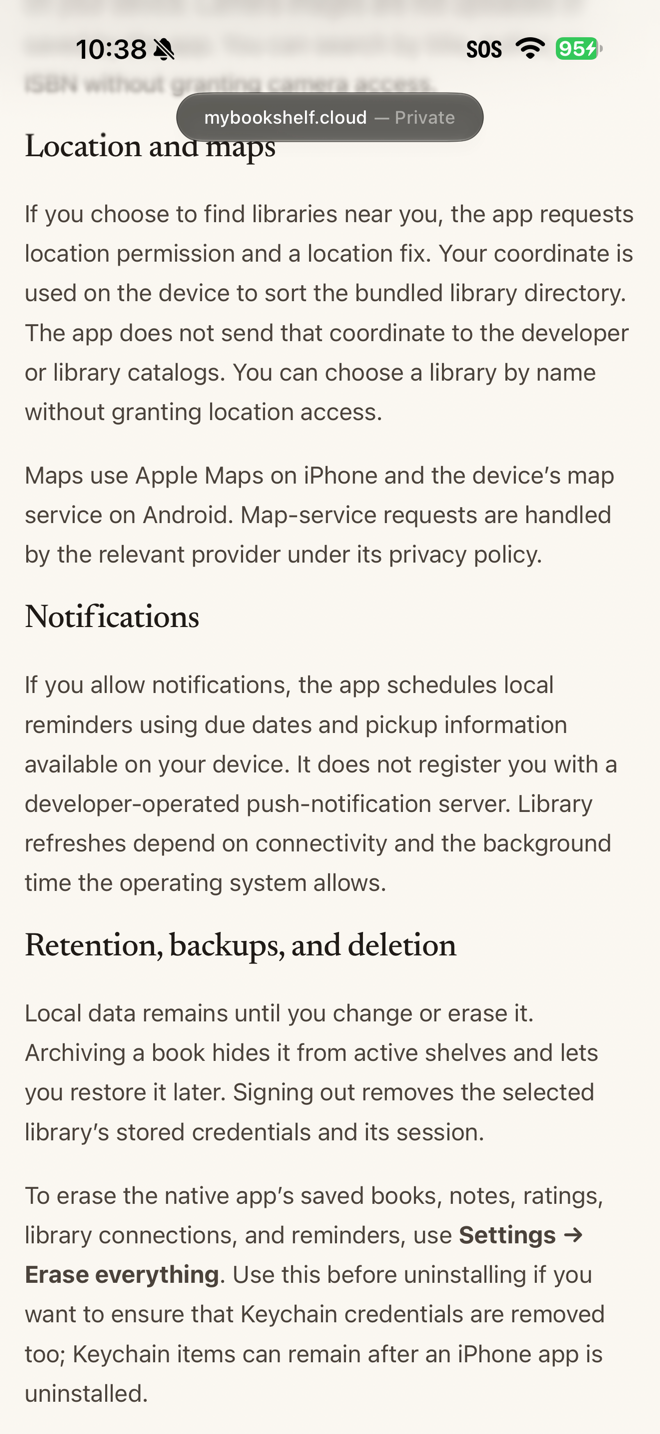 10:38
SOS
95
ISBN without granting camera access.
mybookshelf.cloud — Private
Location and maps
If you choose to find libraries near you, the app requests
location permission and a location fix. Your coordinate is
used on the device to sort the bundled library directory.
The app does not send that coordinate to the developer
or library catalogs. You can choose a library by name
without granting location access.
Maps use Apple Maps on iPhone and the device’s map
service on Android. Map-service requests are handled
by the relevant provider under its privacy policy.
Notifications
If you allow notifications, the app schedules local
reminders using due dates and pickup information
available on your device. It does not register you with a
developer-operated push-notification server. Library
refreshes depend on connectivity and the background
time the operating system allows.
Retention, backups, and deletion
Local data remains until you change or erase it.
Archiving a book hides it from active shelves and lets
you restore it later. Signing out removes the selected
library’s stored credentials and its session.
To erase the native app’s saved books, notes, ratings,
library connections, and reminders, use Settings →
Erase everything. Use this before uninstalling if you
want to ensure that Keychain credentials are removed
too; Keychain items can remain after an iPhone app is
uninstalled.